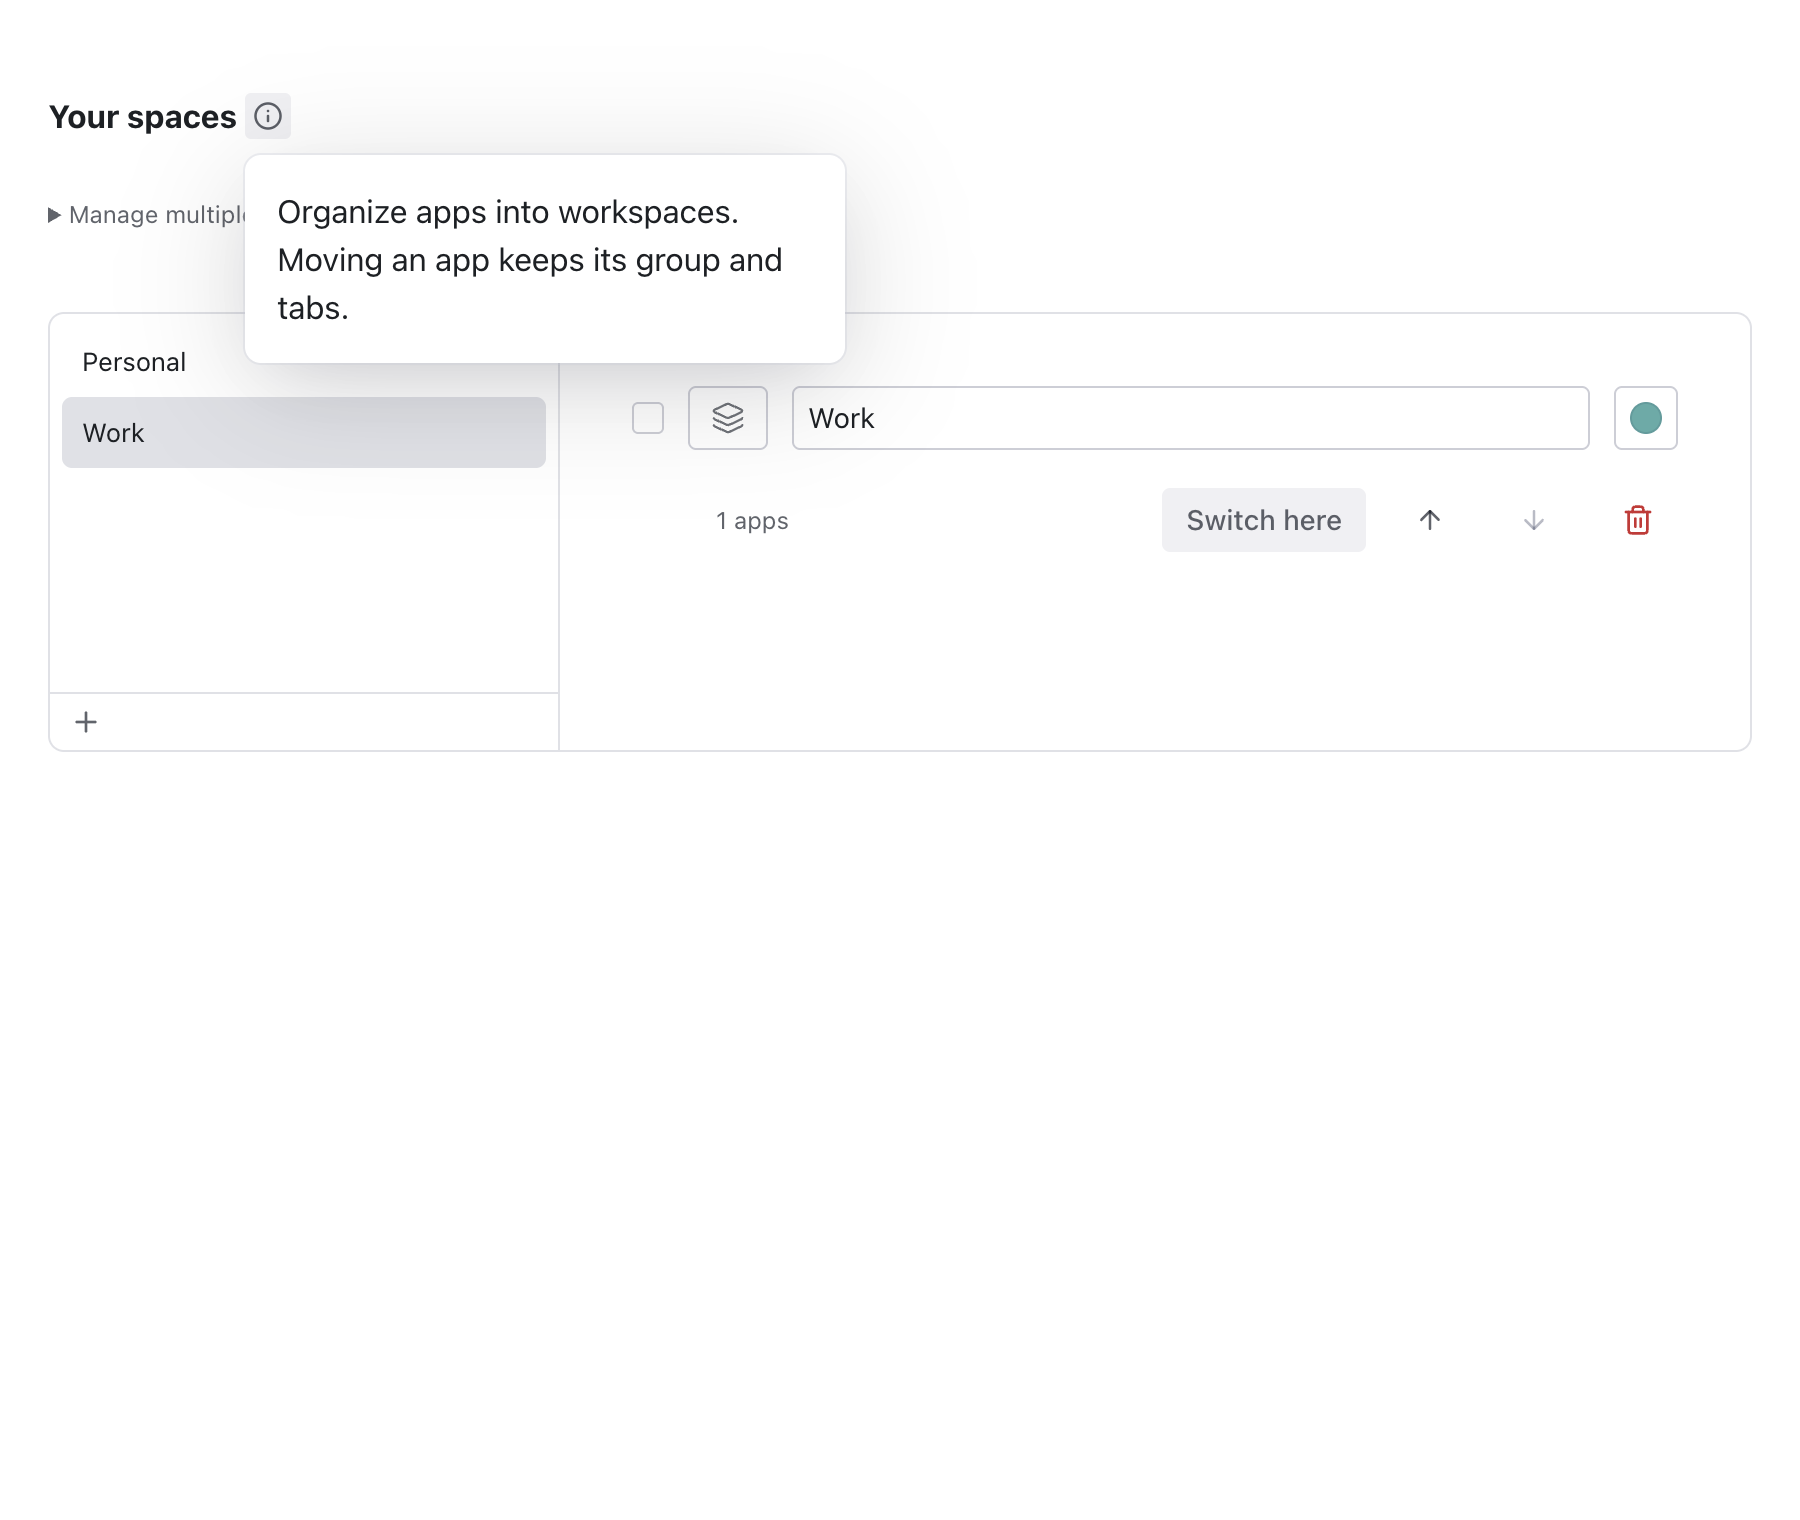 Your spaces
Organize apps into workspaces.
Moving an app keeps its group and
tabs.
Manage
Personal
Work
Work
1 apps
Switch here